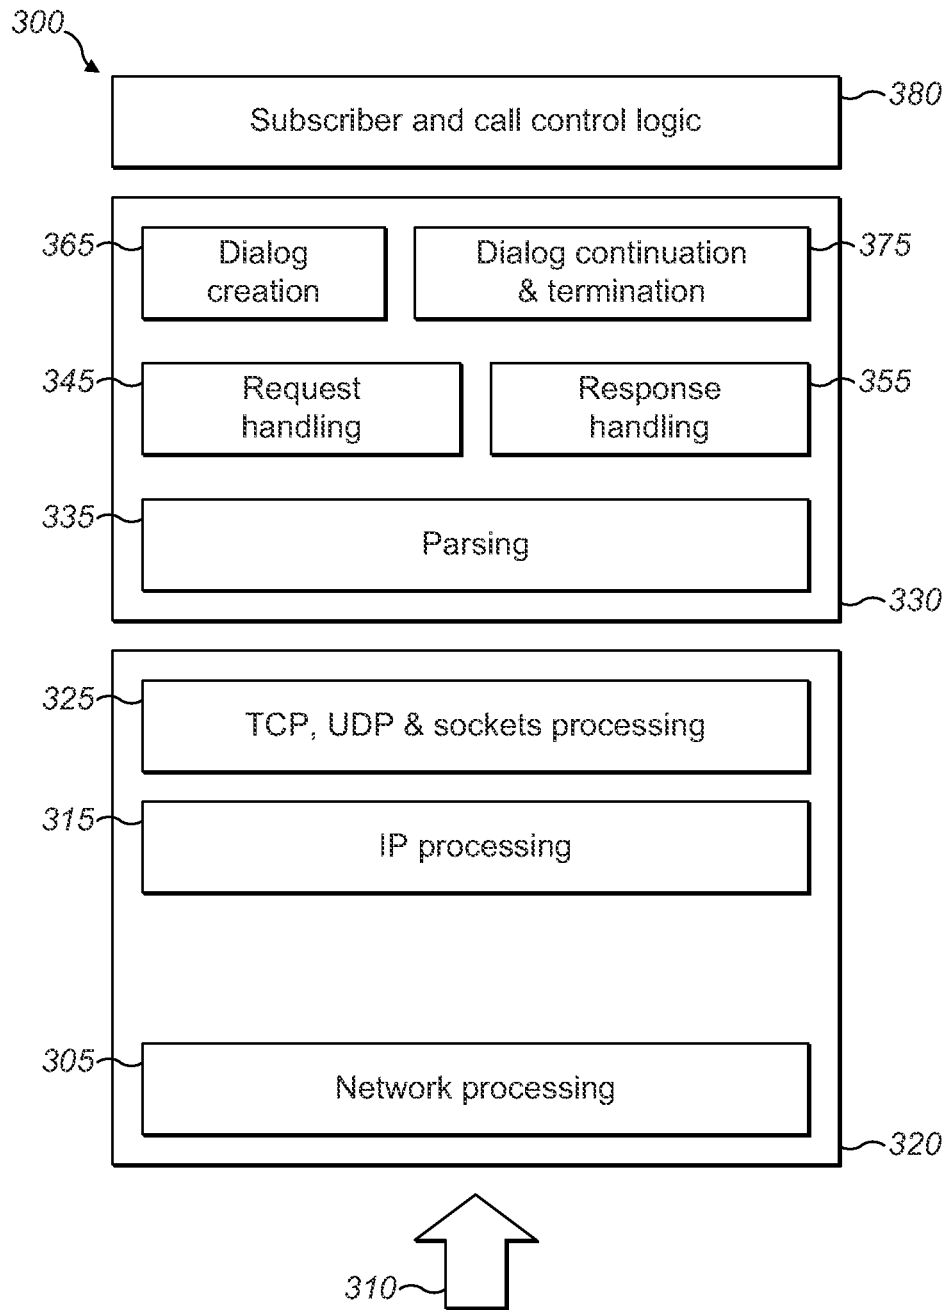 300
Subscriber and call control logic
380
365
Dialog
creation
Dialog continuation
& termination
375
345
Request
handling
Response
handling
355
335
Parsing
330
325
TCP, UDP & sockets processing
315
IP processing
305
Network processing
320
310